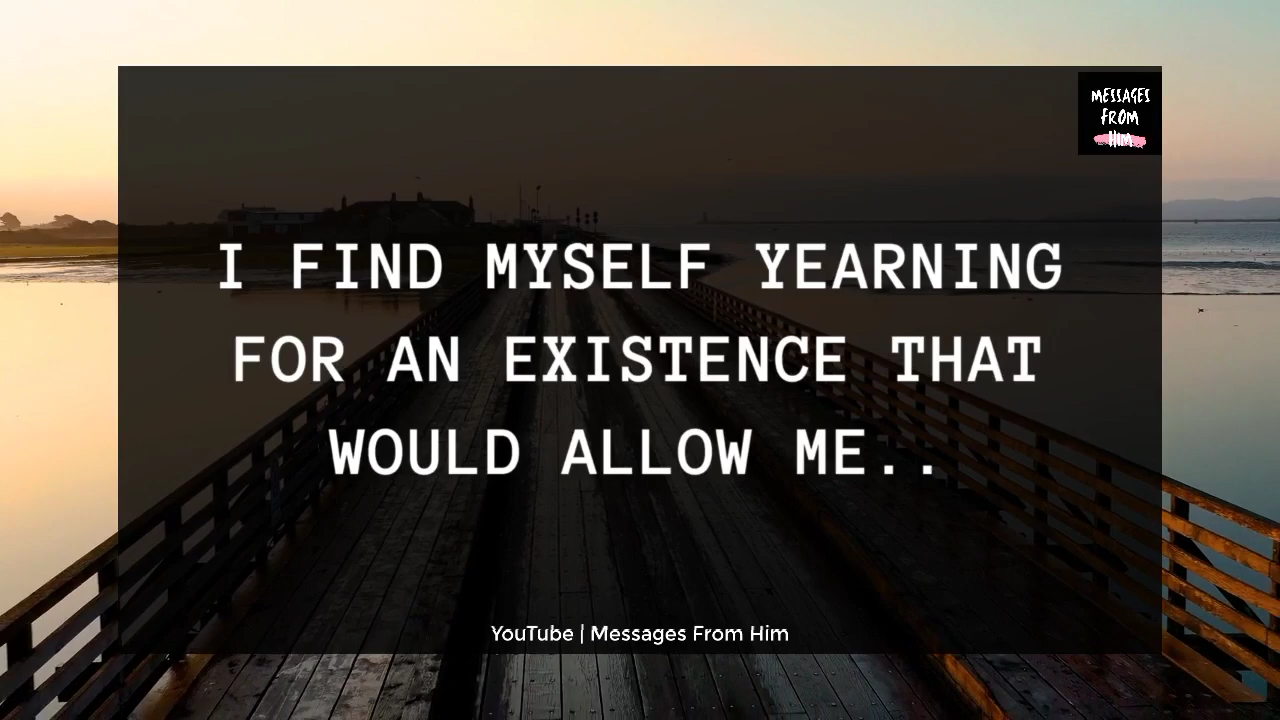 MESSAGES
FROM
HIM
I FIND MYSELF YEARNING
FOR AN EXISTENCE THAT
WOULD ALLOW ME..
YouTube | Messages From Him